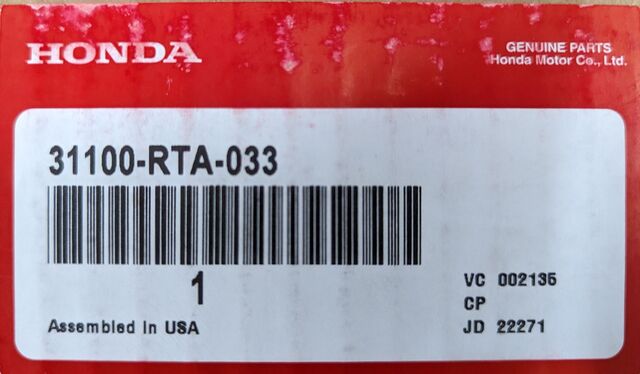 HONDA
GENUINE PARTS
Honda Motor Co., Ltd.
31100-RTA-033
1
Assembled in USA
VC 002135
CP
JD 22271